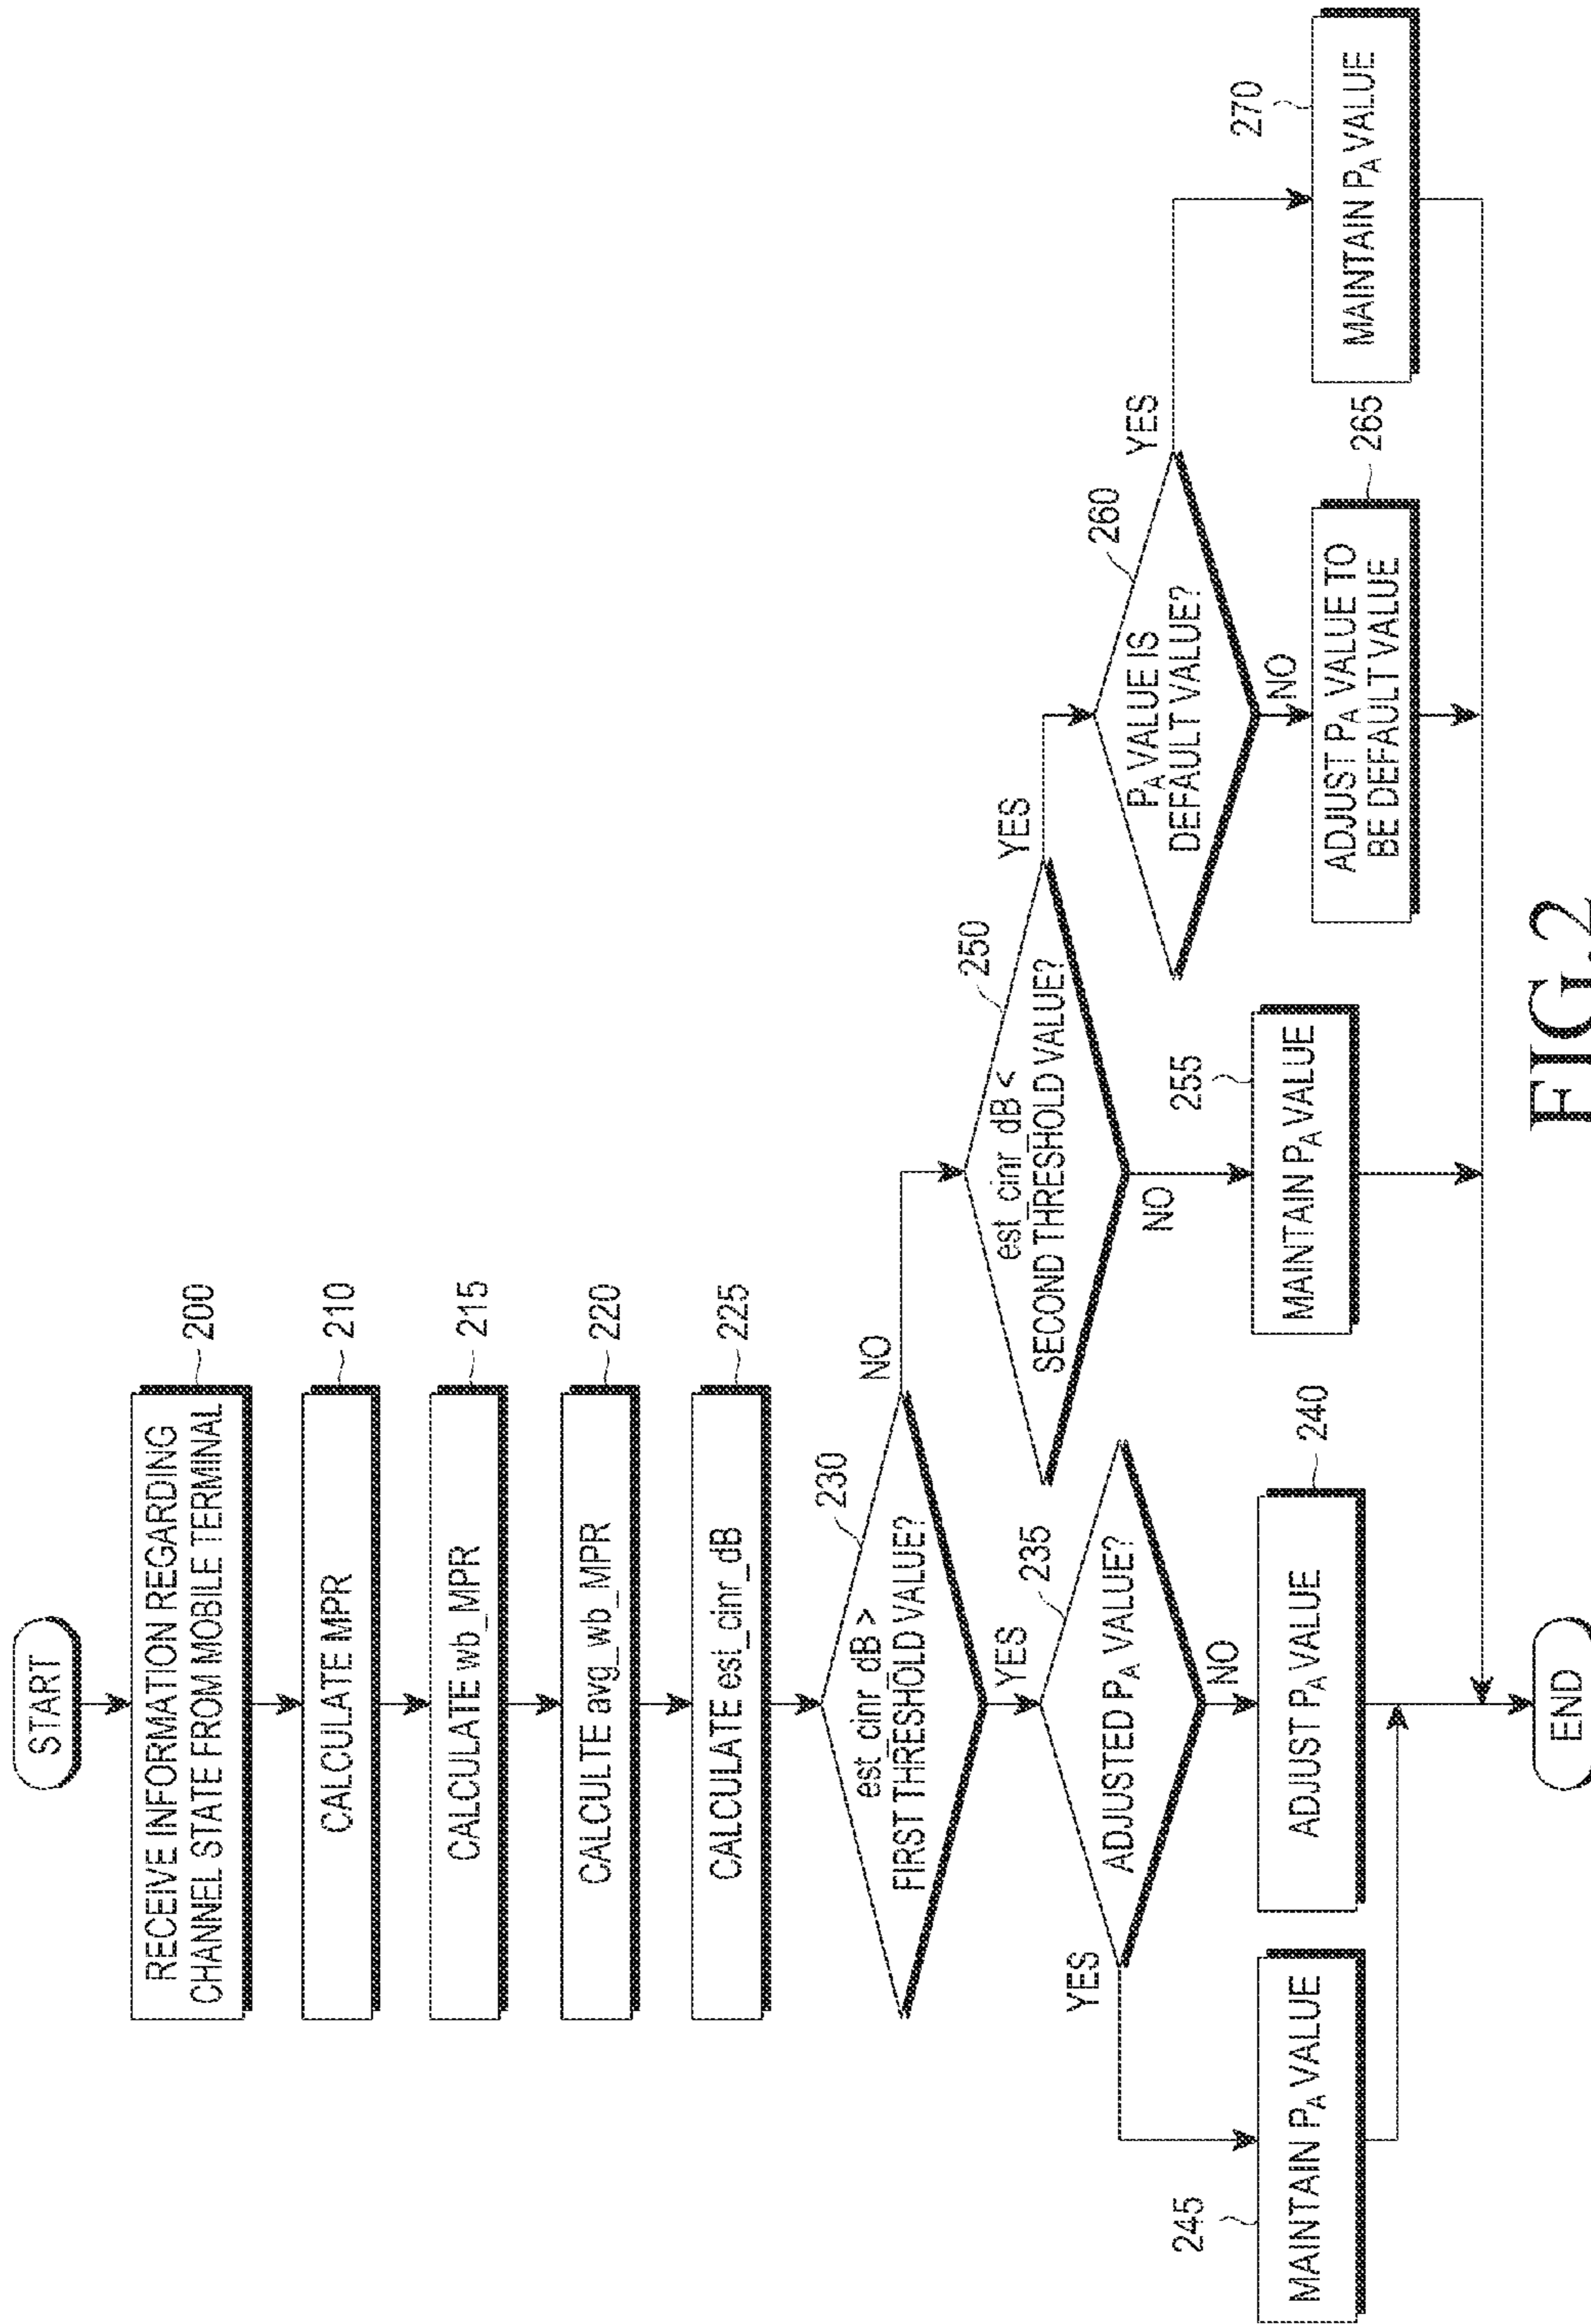 START
RECEIVE INFORMATION REGARDING
CHANNEL STATE FROM MOBILE TERMINAL
200
CALCULATE MPR
210
CALCULATE wb_MPR
215
CALCULTE avg_wb_MPR
220
CALCULATE est_cinr_dB
225
est_cinr_dB >
FIRST THRESHOLD VALUE?
230
NO
YES
est_cinr_dB <
SECOND THRESHOLD VALUE?
250
YES
NO
ADJUSTED PA VALUE?
235
YES
NO
PA VALUE IS
DEFAULT VALUE?
260
YES
NO
245
MAINTAIN PA VALUE
ADJUST PA VALUE
240
MAINTAIN PA VALUE
255
ADJUST PA VALUE TO
BE DEFAULT VALUE
265
MAINTAIN PA VALUE
270
END
FIG.2